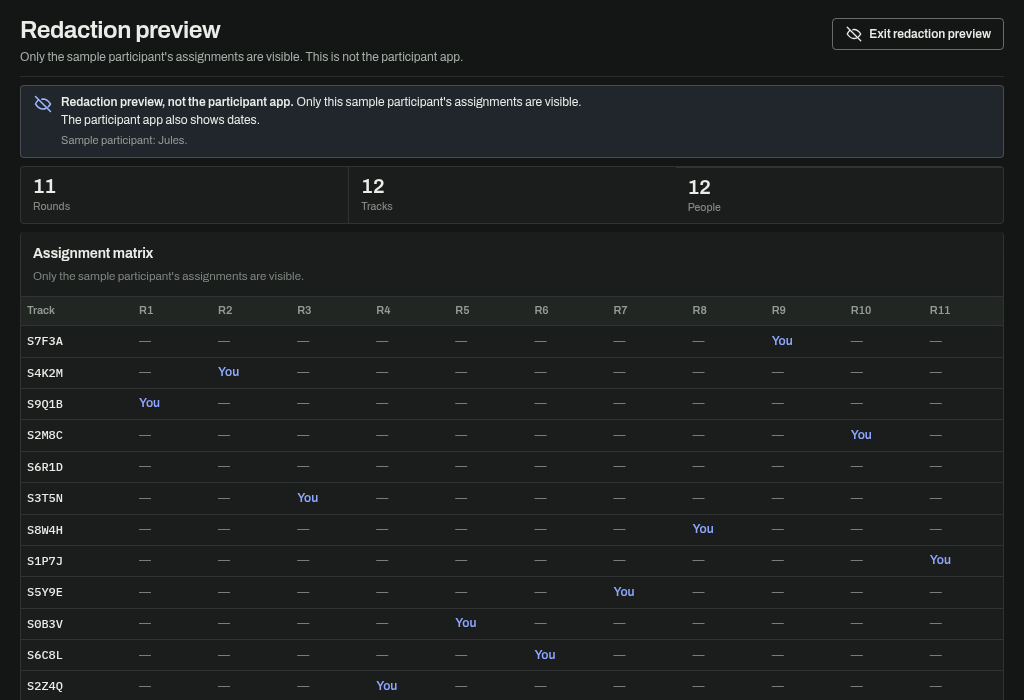 Redaction preview
Only the sample participant's assignments are visible. This is not the participant app.
Exit redaction preview
Redaction preview, not the participant app. Only this sample participant's assignments are visible.
The participant app also shows dates.
Sample participant: Jules.
11
Rounds
12
Tracks
12
People
Assignment matrix
Only the sample participant's assignments are visible.
Track R1 R2 R3 R4 R5 R6 R7 R8 R9 R10 R11
S7F3A — — — — — — — — You — —
S4K2M — You — — — — — — — — —
S9Q1B You — — — — — — — — — —
S2M8C — — — — — — — — — You —
S6R1D — — — — — — — — — — —
S3T5N — — You — — — — — — — —
S8W4H — — — — — — — You — — —
S1P7J — — — — — — — — — — You
S5Y9E — — — — — — You — — — —
S0B3V — — — — You — — — — — —
S6C8L — — — — — You — — — — —
S2Z4Q — — — You — — — — — — —